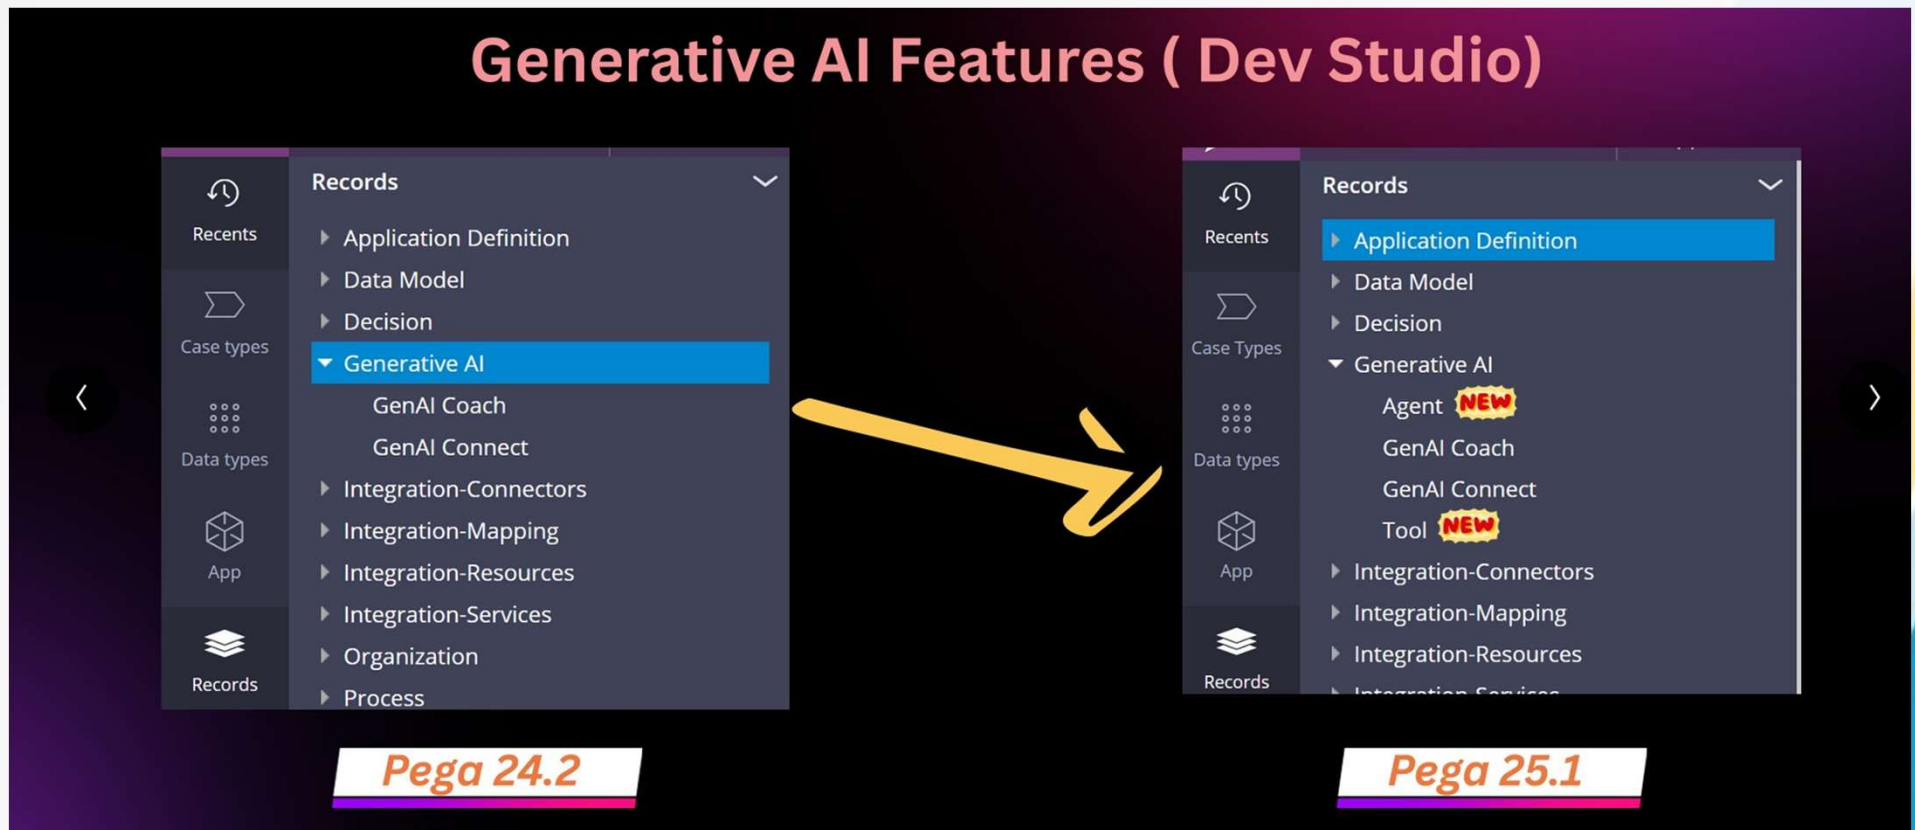 Generative AI Features ( Dev Studio)
Recents
Case types
Data types
App
Records
Records
Application Definition
Data Model
Decision
Generative AI
GenAI Coach
GenAI Connect
Integration-Connectors
Integration-Mapping
Integration-Resources
Integration-Services
Organization
Process
Pega 24.2
Recents
Case Types
Data types
App
Records
Records
Application Definition
Data Model
Decision
Generative AI
Agent NEW
GenAI Coach
GenAI Connect
Tool NEW
Integration-Connectors
Integration-Mapping
Integration-Resources
Integration-Services
Pega 25.1